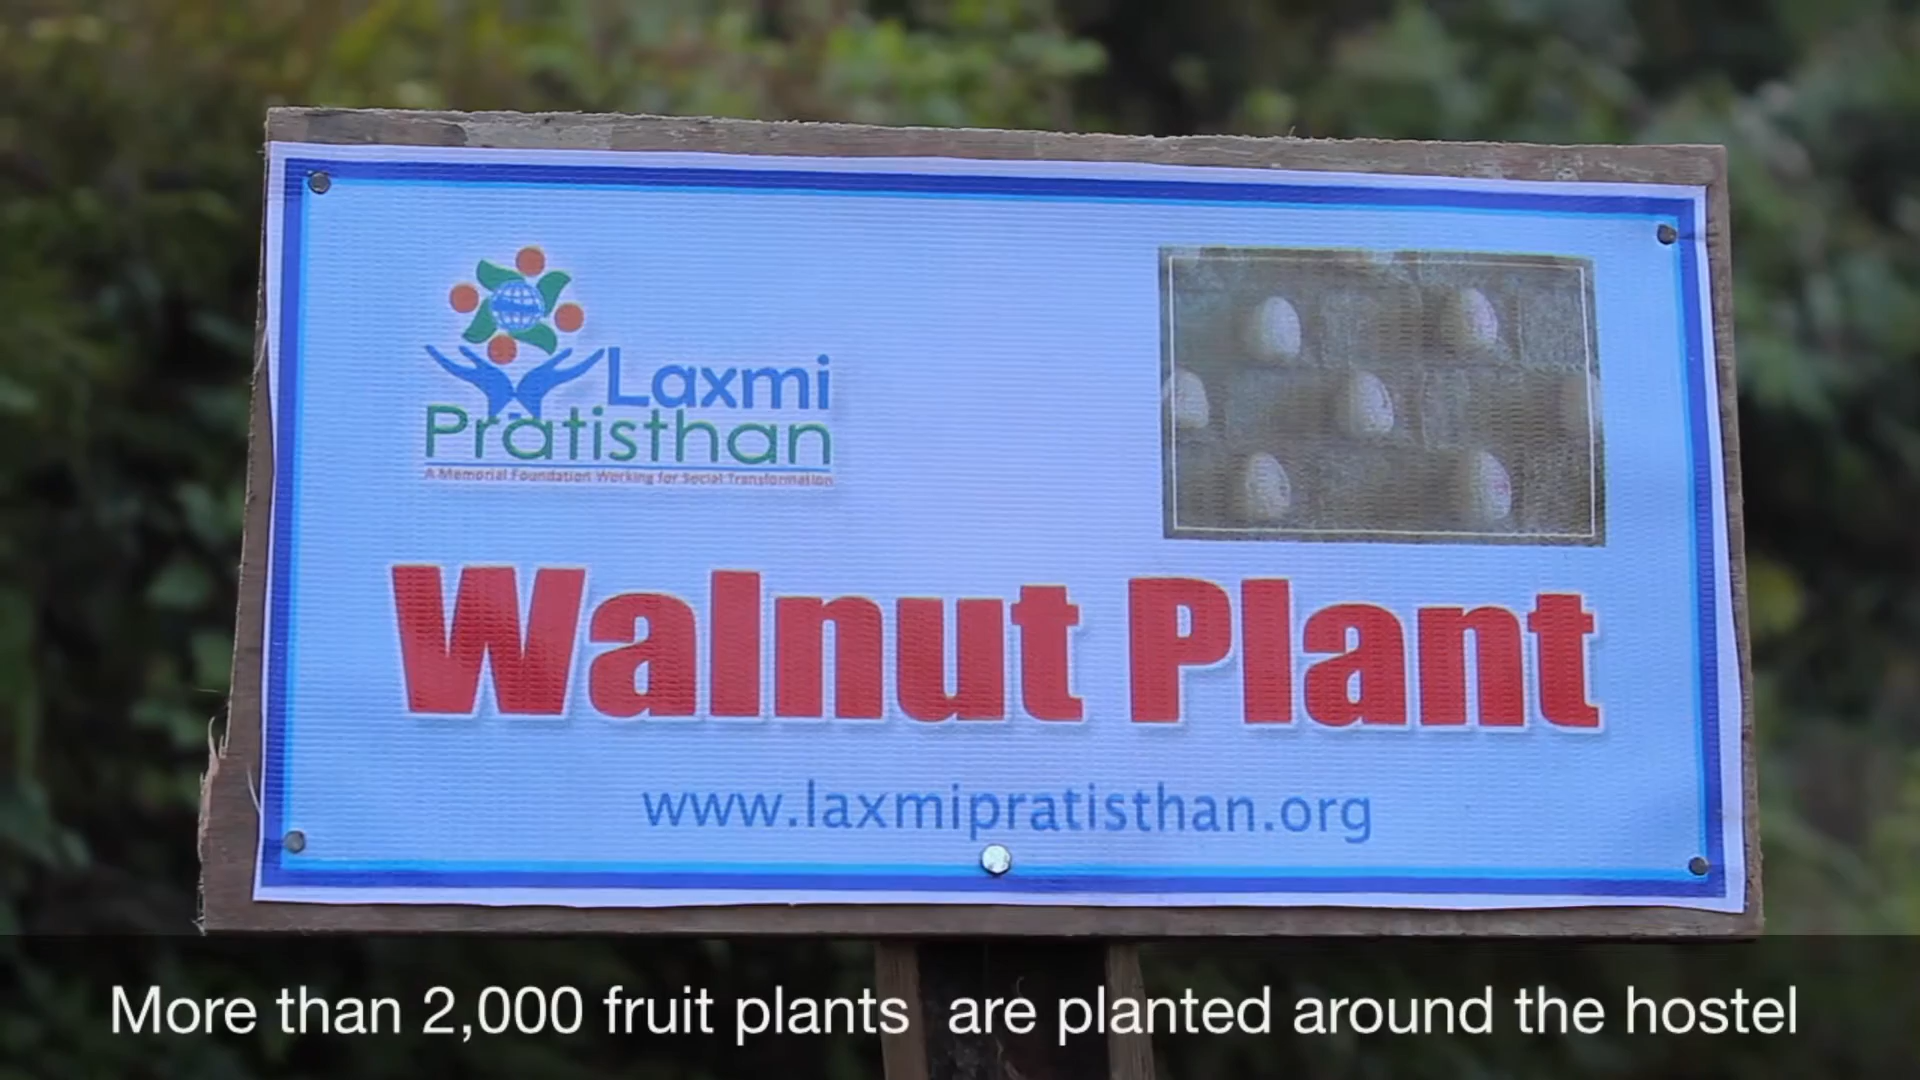 Laxmi
Pratisthan
A Memorial Foundation Working for Social Transformation
Walnut Plant
www.laxmipratisthan.org
More than 2,000 fruit plants are planted around the hostel